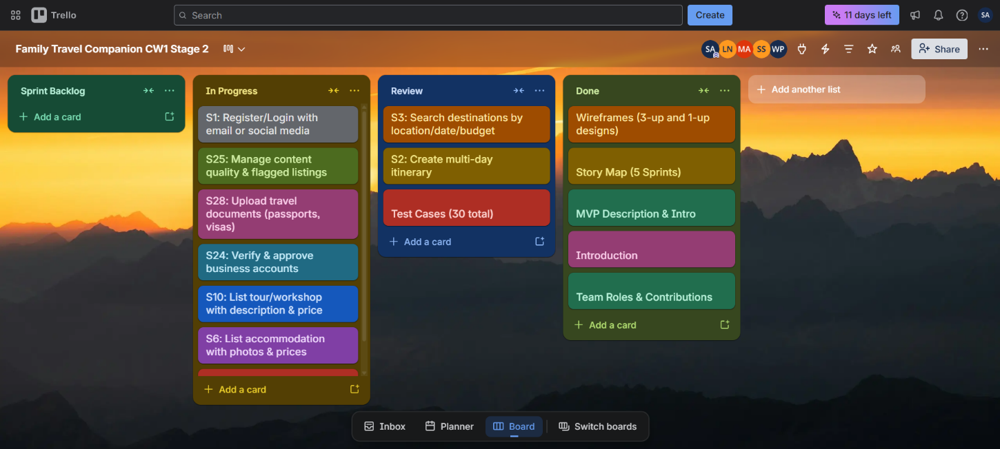 Trello
Search
Create
11 days left
SA
Family Travel Companion CW1 Stage 2
SA
LN
MA
SS
WP
Share
Sprint Backlog
Add a card
In Progress
S1: Register/Login with
email or social media
S25: Manage content
quality & flagged listings
S28: Upload travel
documents (passports,
visas)
S24: Verify & approve
business accounts
S10: List tour/workshop
with description & price
S6: List accommodation
with photos & prices
Add a card
Review
S3: Search destinations by
location/date/budget
S2: Create multi-day
itinerary
Test Cases (30 total)
Add a card
Done
Wireframes (3-up and 1-up
designs)
Story Map (5 Sprints)
MVP Description & Intro
Introduction
Team Roles & Contributions
Add a card
Add another list
Inbox
Planner
Board
Switch boards